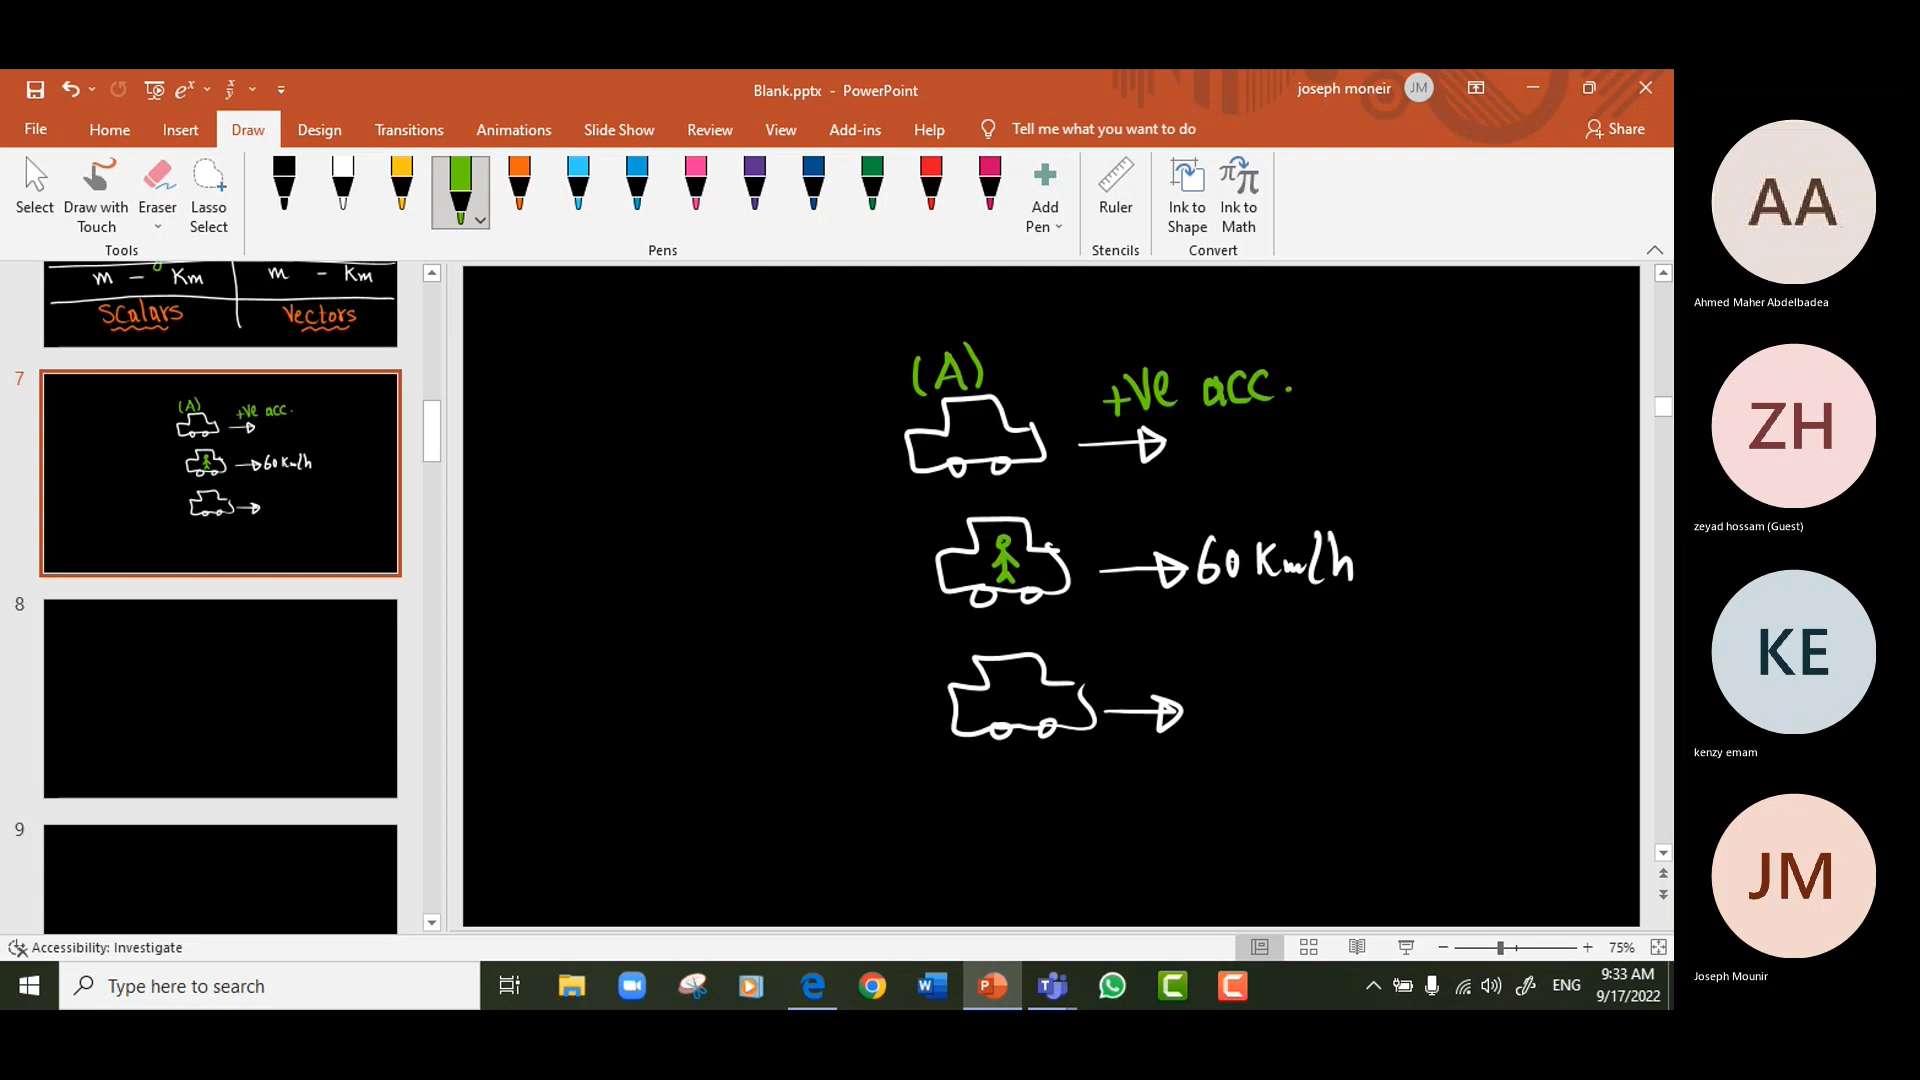 Blank.pptx - PowerPoint
joseph moneir
JM
File
Home
Insert
Draw
Design
Transitions
Animations
Slide Show
Review
View
Add-ins
Help
Tell me what you want to do
Share
Select
Draw with Touch
Eraser
Lasso Select
Add Pen
Ruler
Ink to Shape
Ink to Math
Tools
Pens
Stencils
Convert
m - Km
m - Km
Scalars
Vectors
7
(A)
+ve acc.
60 Km/h
8
9
(A)
+ve acc.
60 Km/h
AA
Ahmed Maher Abdelbadea
ZH
zeyad hossam (Guest)
KE
kenzy emam
JM
Joseph Mounir
Accessibility: Investigate
75%
Type here to search
ENG
9:33 AM
9/17/2022